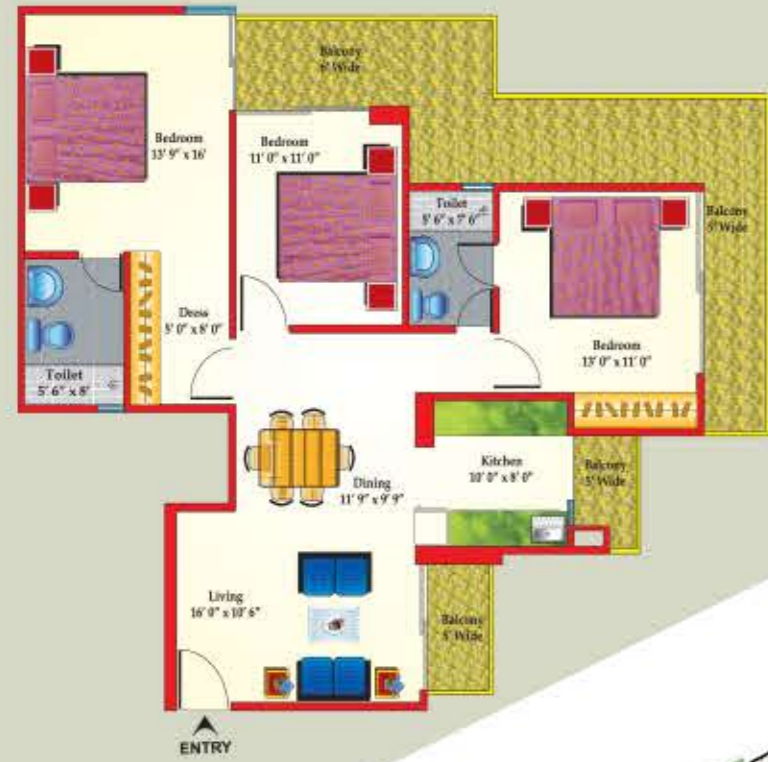 Balcony
6' Wide
Bedroom
13' 9" x 16'
Bedroom
11' 0" x 11' 0"
Toilet
5' 6" x 7' 6"
Balcony
5' Wide
Dress
5' 0" x 8' 0"
Bedroom
13' 0" x 11' 0"
Toilet
5' 6" x 8'
Kitchen
10' 0" x 8' 0"
Balcony
5' Wide
Dining
11' 9" x 9' 9"
Living
16' 0" x 10' 6"
Balcony
5' Wide
ENTRY